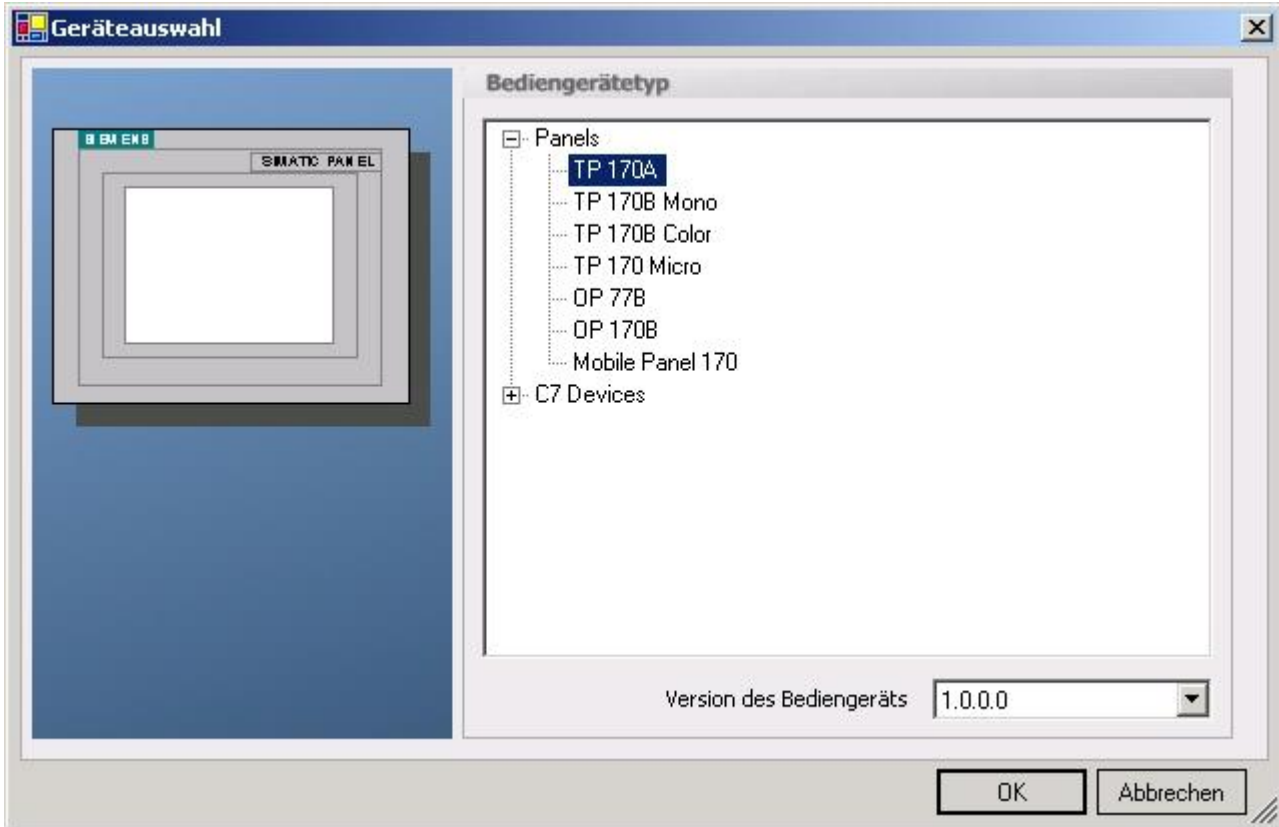 Geräteauswahl
SIEMENS
SIMATIC PANEL
Bediengerätetyp
Panels
TP 170A
TP 170B Mono
TP 170B Color
TP 170 Micro
OP 77B
OP 170B
Mobile Panel 170
C7 Devices
Version des Bediengeräts 1.0.0.0
OK Abbrechen